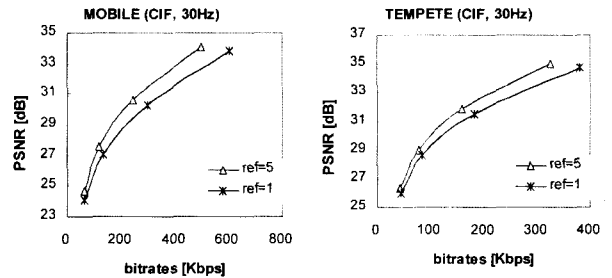 MOBILE (CIF, 30Hz)
35
33
31
29
27
25
23
PSNR [dB]
ref=5
ref=1
0 200 400 600 800
bitrates [Kbps]
TEMPETE (CIF, 30Hz)
37
35
33
31
29
27
25
PSNR [dB]
ref=5
ref=1
0 100 200 300 400
bitrates [Kbps]